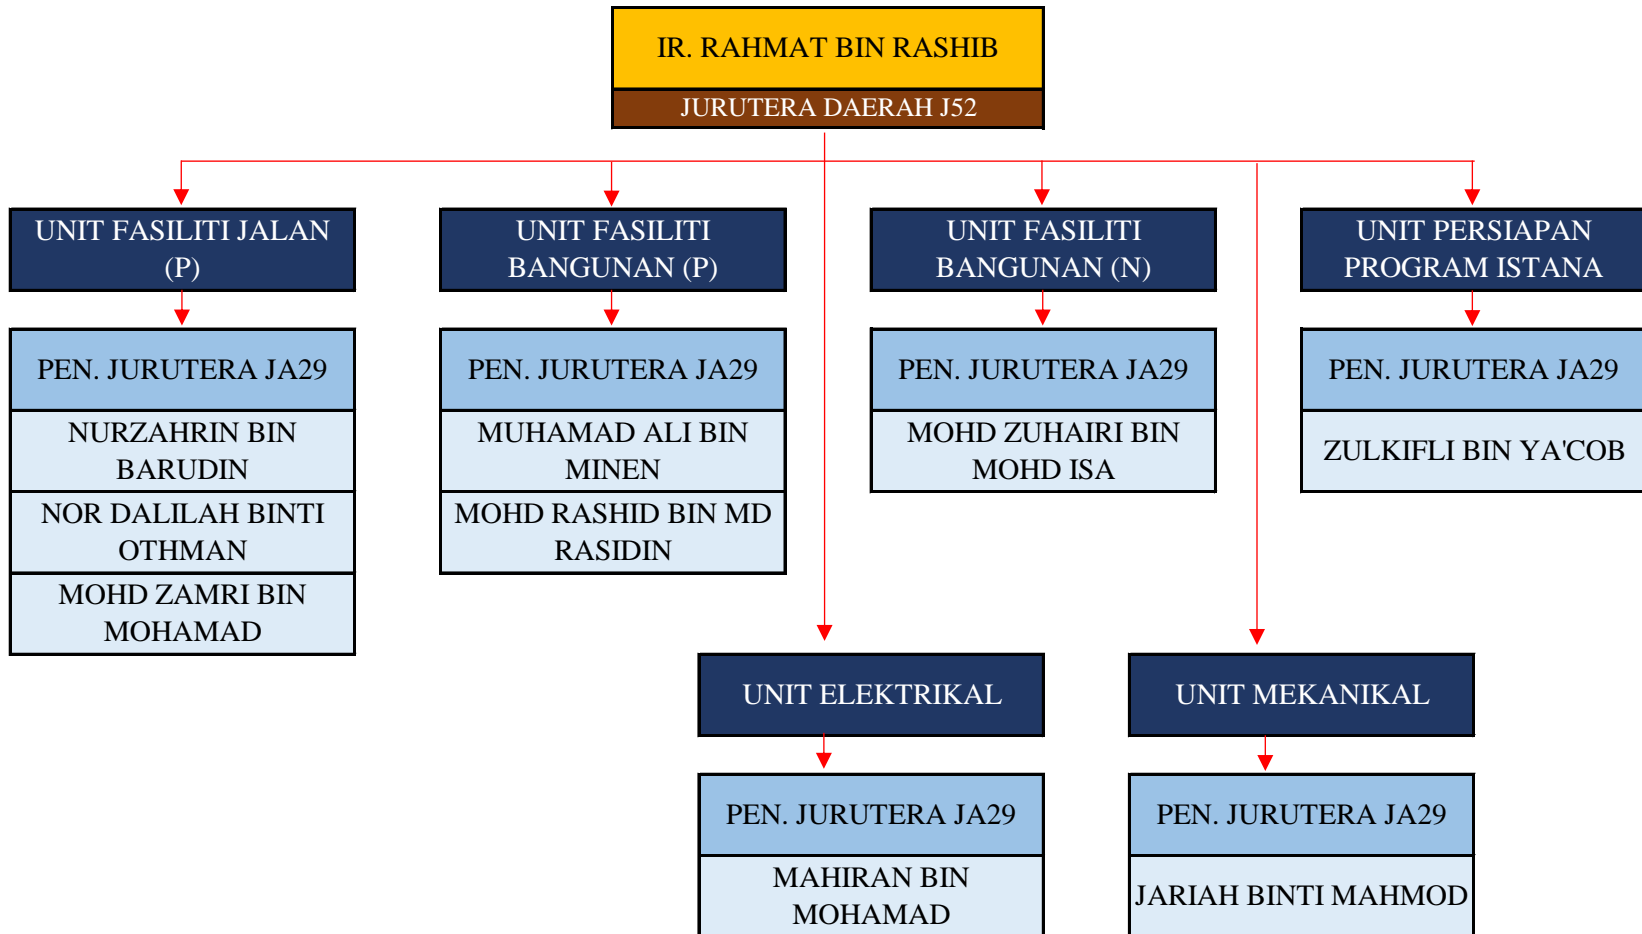 IR. RAHMAT BIN RASHIB
JURUTERA DAERAH J52
UNIT FASILITI JALAN
(P)
PEN. JURUTERA JA29
NURZAHRIN BIN
BARUDIN
NOR DALILAH BINTI
OTHMAN
MOHD ZAMRI BIN
MOHAMAD
UNIT FASILITI
BANGUNAN (P)
PEN. JURUTERA JA29
MUHAMAD ALI BIN
MINEN
MOHD RASHID BIN MD
RASIDIN
UNIT FASILITI
BANGUNAN (N)
PEN. JURUTERA JA29
MOHD ZUHAIRI BIN
MOHD ISA
UNIT PERSIAPAN
PROGRAM ISTANA
PEN. JURUTERA JA29
ZULKIFLI BIN YA'COB
UNIT ELEKTRIKAL
PEN. JURUTERA JA29
MAHIRAN BIN
MOHAMAD
UNIT MEKANIKAL
PEN. JURUTERA JA29
JARIAH BINTI MAHMOD